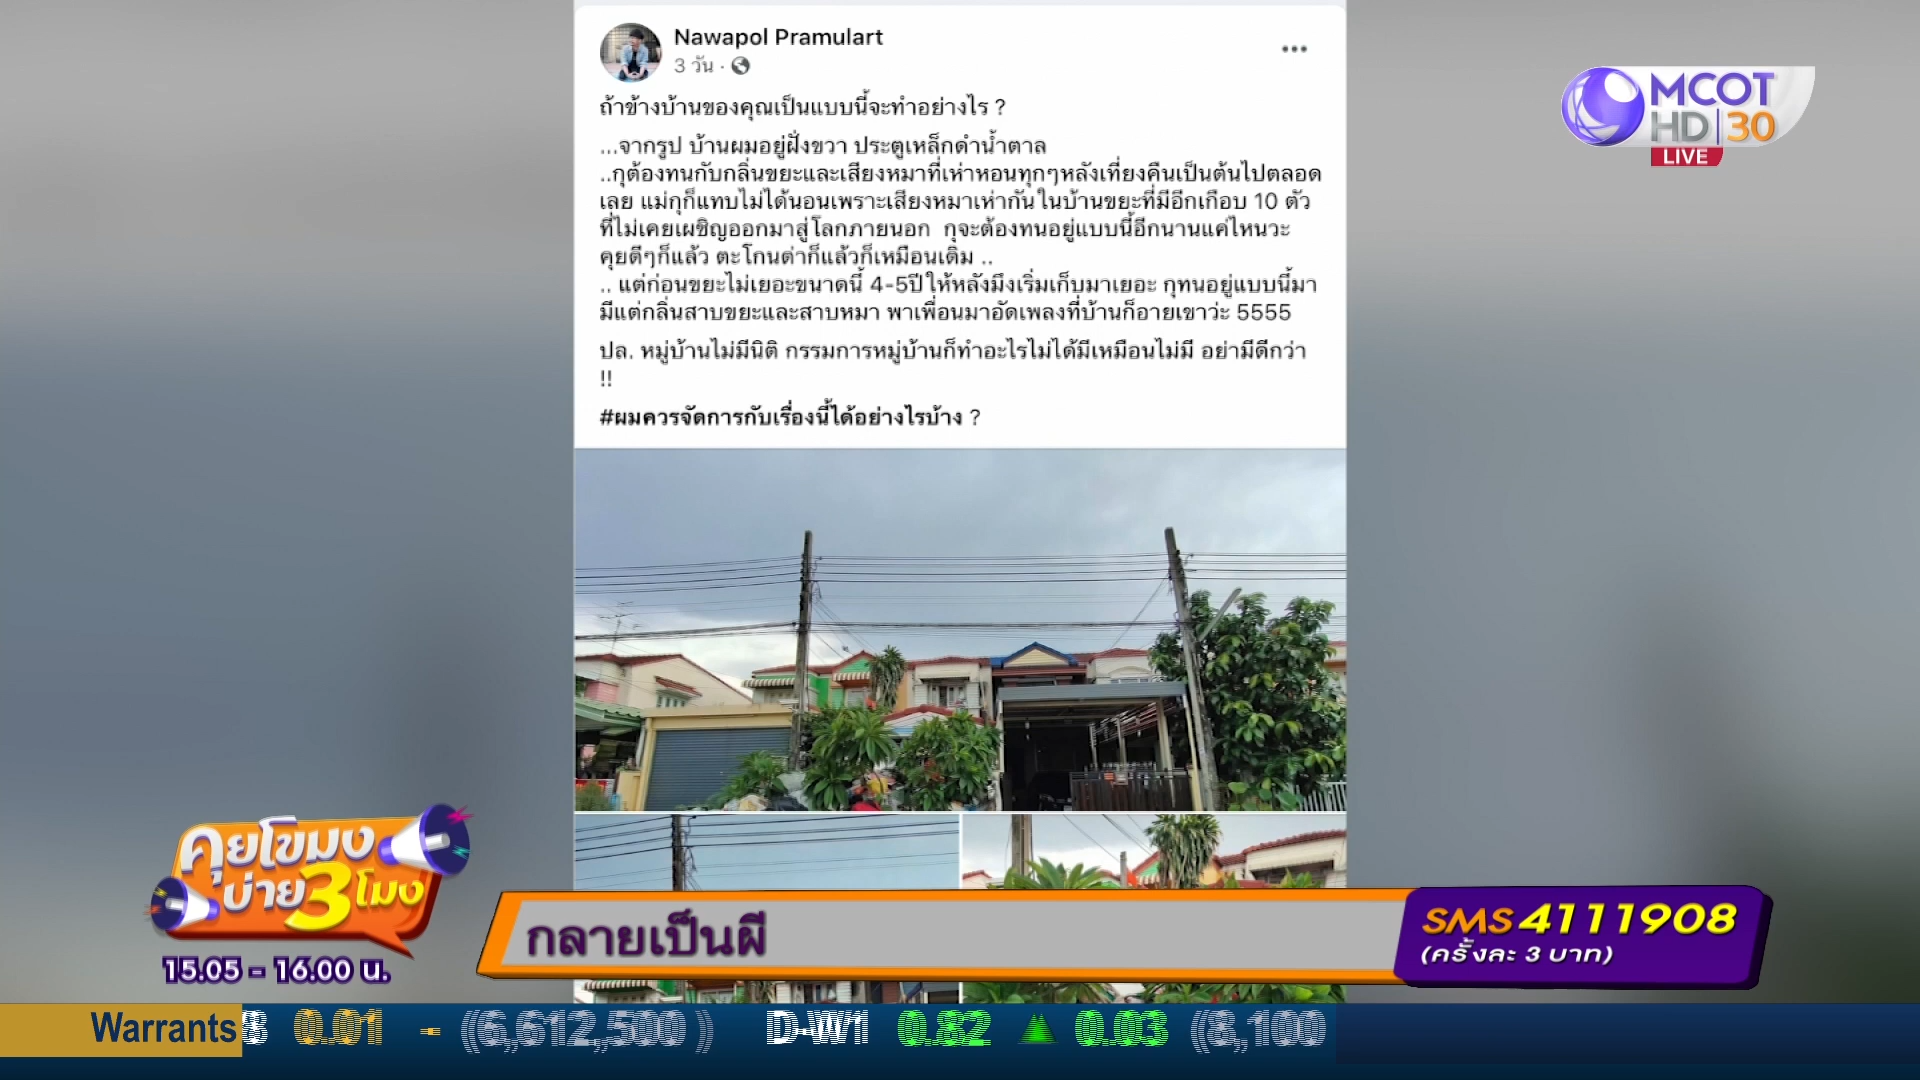 Nawapol Pramulart
3 วัน ·
ถ้าข้างบ้านของคุณเป็นแบบนี้จะทำอย่างไร ?
...จากรูป บ้านผมอยู่ฝั่งขวา ประตูเหล็กดำน้ำตาล
..กุต้องทนกับกลิ่นขยะและเสียงหมาที่เห่าหอนทุกๆหลังเที่ยงคืนเป็นต้นไปตลอด
เลย แม่กุก็แทบไม่ได้นอนเพราะเสียงหมาเห่ากันในบ้านขยะที่มีอีกเกือบ 10 ตัว
ที่ไม่เคยเผชิญออกมาสู่โลกภายนอก กุจะต้องทนอยู่แบบนี้อีกนานแค่ไหนวะ
คุยดีๆก็แล้ว ตะโกนด่าก็แล้วก็เหมือนเดิม ..
.. แต่ก่อนขยะไม่เยอะขนาดนี้ 4-5ปีให้หลังมึงเริ่มเก็บมาเยอะ กุทนอยู่แบบนี้มา
มีแต่กลิ่นสาบขยะและสาบหมา พาเพื่อนมาอัดเพลงที่บ้านก็อายเขาว่ะ 5555
ปล. หมู่บ้านไม่มีนิติ กรรมการหมู่บ้านก็ทำอะไรไม่ได้มีเหมือนไม่มี อย่ามีดีกว่า
!!
#ผมควรจัดการกับเรื่องนี้ได้อย่างไรบ้าง ?
MCOT
HD 30
LIVE
คุยโขมง
บ่าย3โมง
15.05 - 16.00 น.
กลายเป็นผี
SMS 4111908
(ครั้งละ 3 บาท)
Warrants 8 0.01 - (6,612,500) D-W1 0.82 ▲ 0.03 (8,100